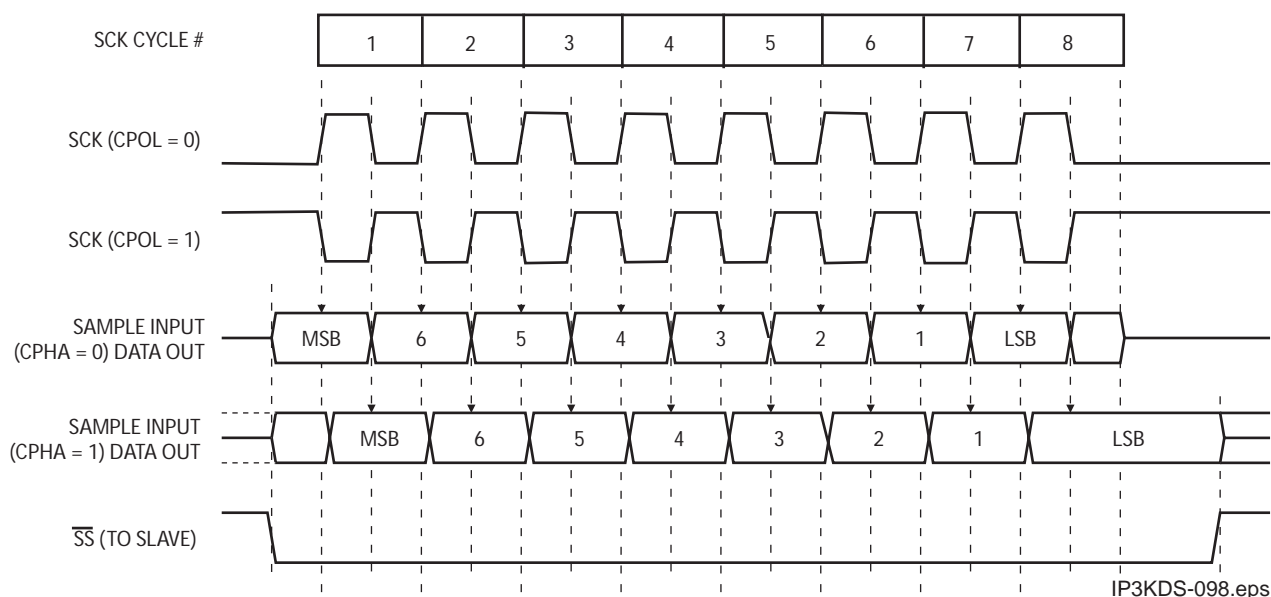 SCK CYCLE # 1 2 3 4 5 6 7 8
SCK (CPOL = 0)
SCK (CPOL = 1)
SAMPLE INPUT
(CPHA = 0) DATA OUT
MSB 6 5 4 3 2 1 LSB
SAMPLE INPUT
(CPHA = 1) DATA OUT
MSB 6 5 4 3 2 1 LSB
SS (TO SLAVE)
IP3KDS-098.eps